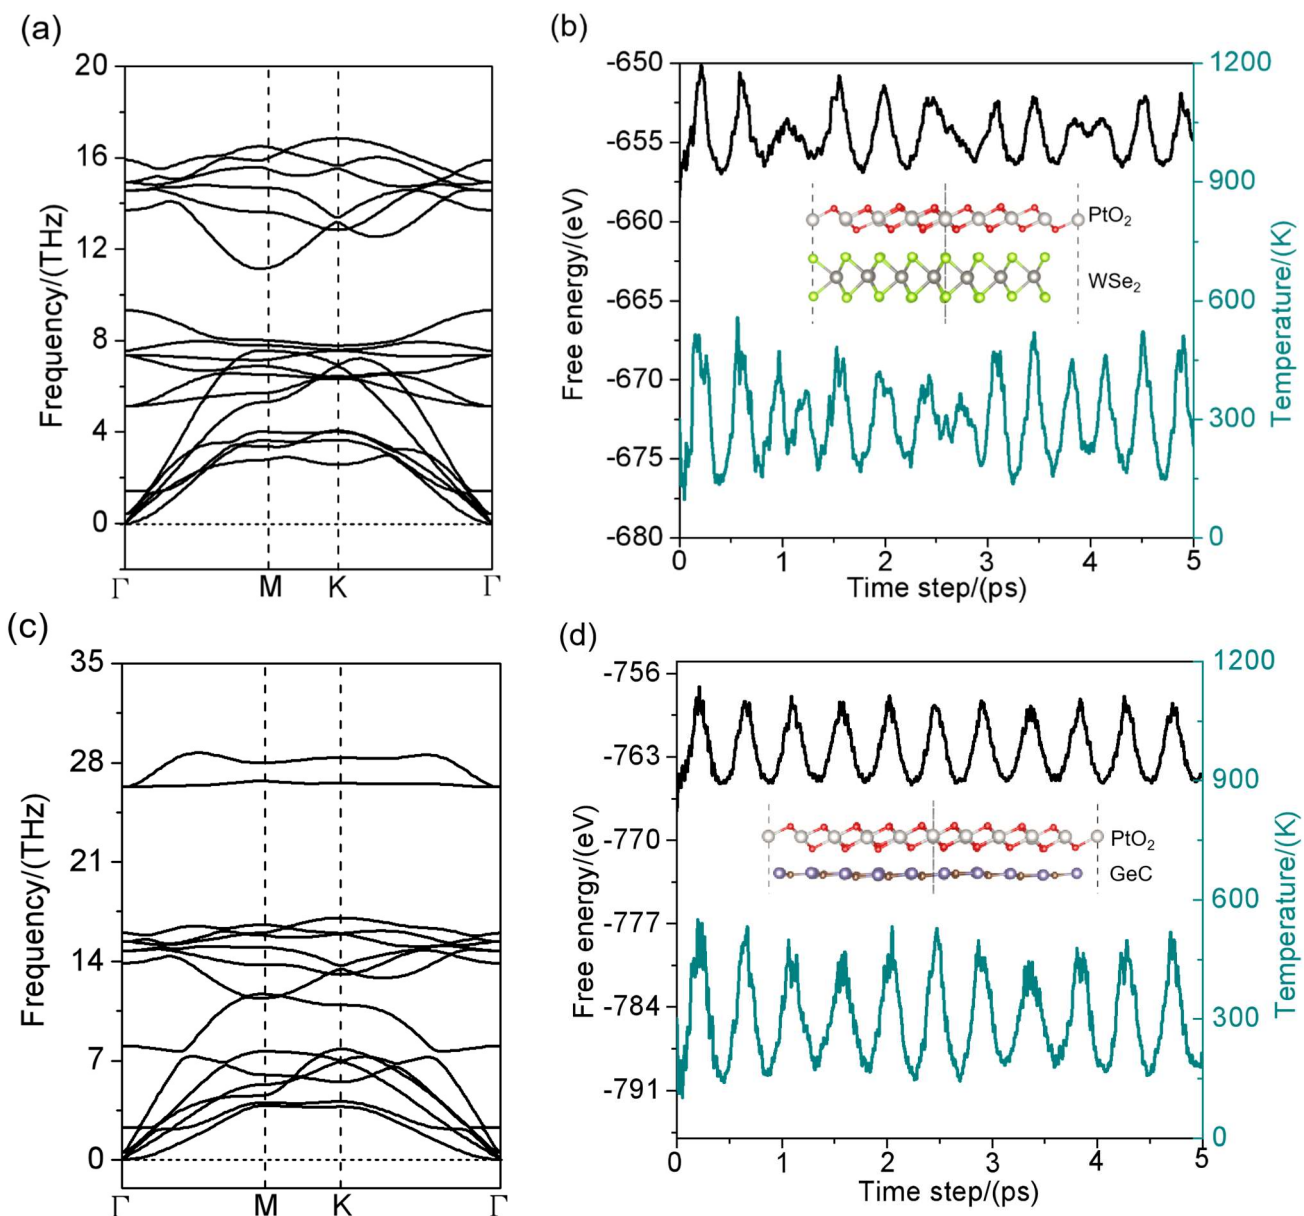 (a)
20
16
12
8
4
0
Frequency/(THz)
Γ M K Γ
(b)
-650
-655
-660
-665
-670
-675
-680
Free energy/(eV)
PtO₂
WSe₂
1200
900
600
300
0
Temperature/(K)
0 1 2 3 4 5
Time step/(ps)
(c)
35
28
21
14
7
0
Frequency/(THz)
Γ M K Γ
(d)
-756
-763
-770
-777
-784
-791
Free energy/(eV)
PtO₂
GeC
1200
900
600
300
0
Temperature/(K)
0 1 2 3 4 5
Time step/(ps)